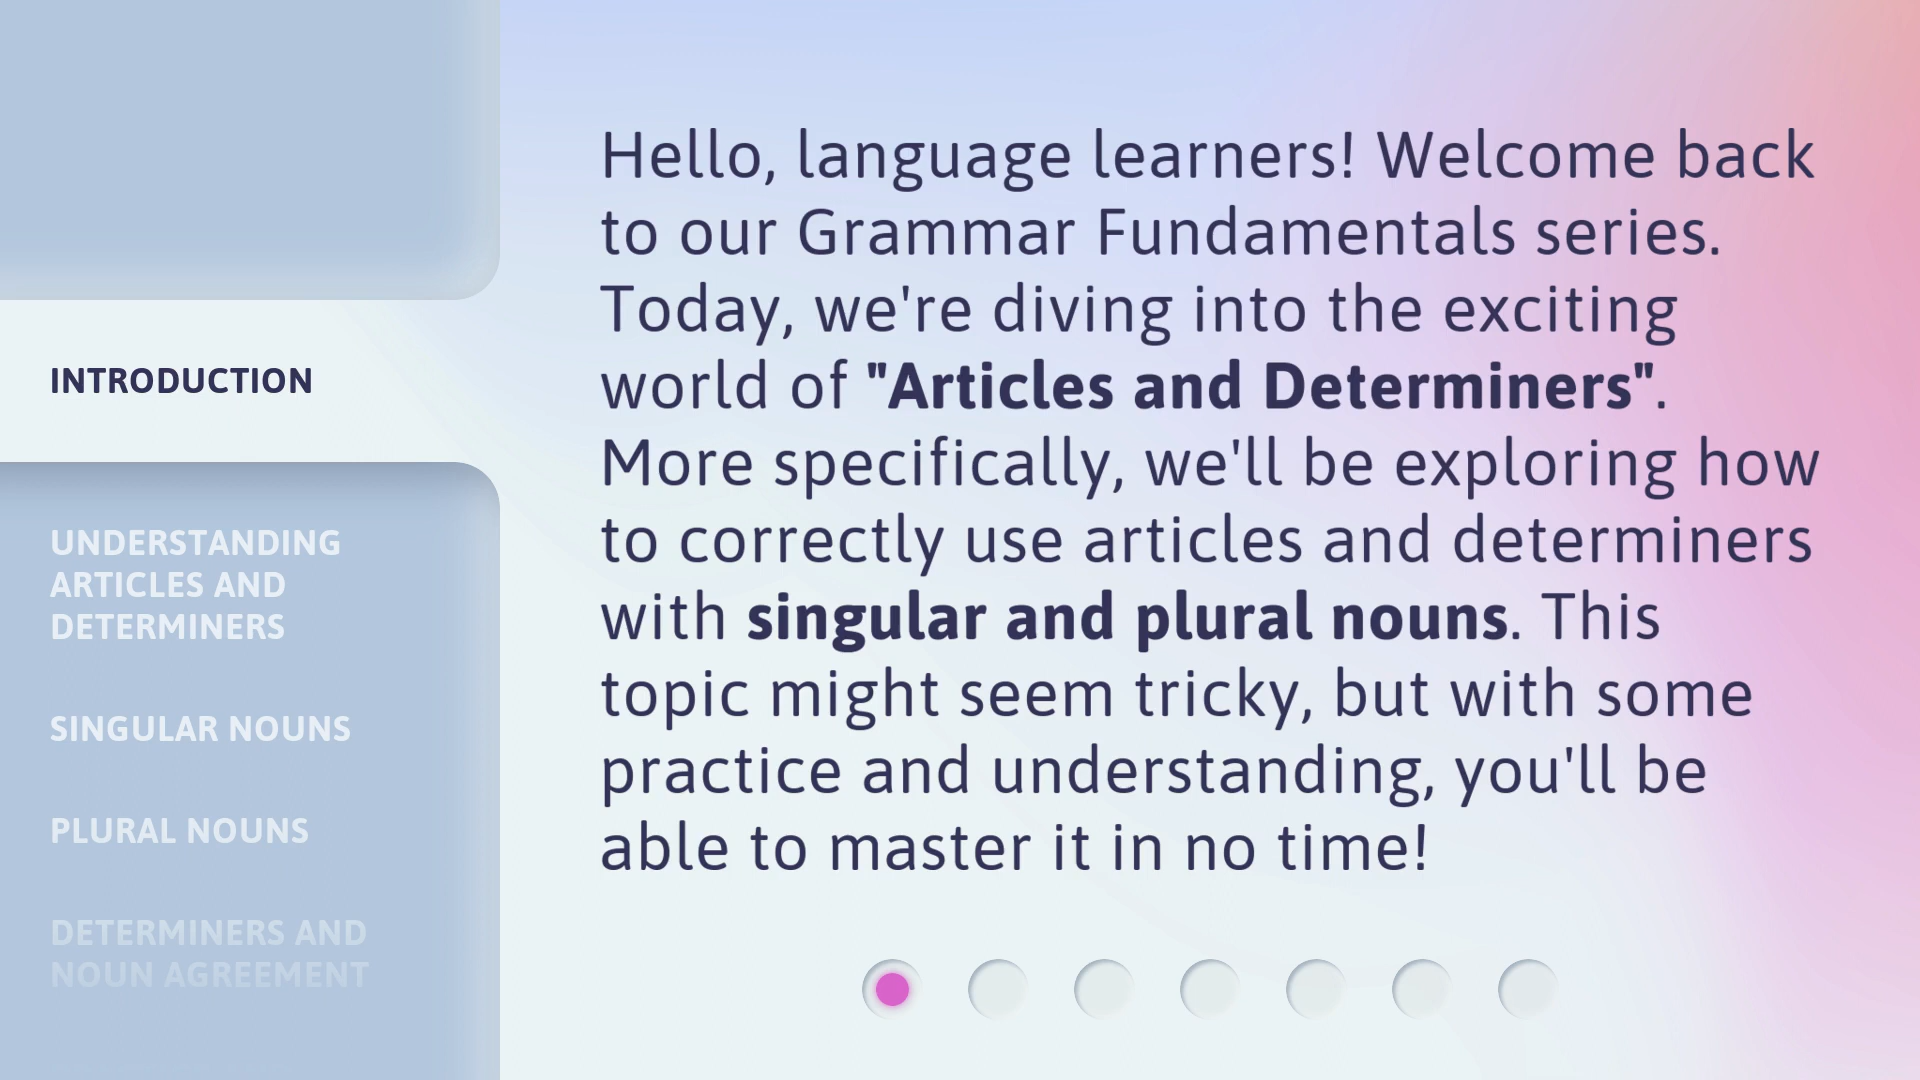 INTRODUCTION
UNDERSTANDING
ARTICLES AND
DETERMINERS
SINGULAR NOUNS
PLURAL NOUNS
DETERMINERS AND
NOUN AGREEMENT
Hello, language learners! Welcome back
to our Grammar Fundamentals series.
Today, we're diving into the exciting
world of "Articles and Determiners".
More specifically, we'll be exploring how
to correctly use articles and determiners
with singular and plural nouns. This
topic might seem tricky, but with some
practice and understanding, you'll be
able to master it in no time!